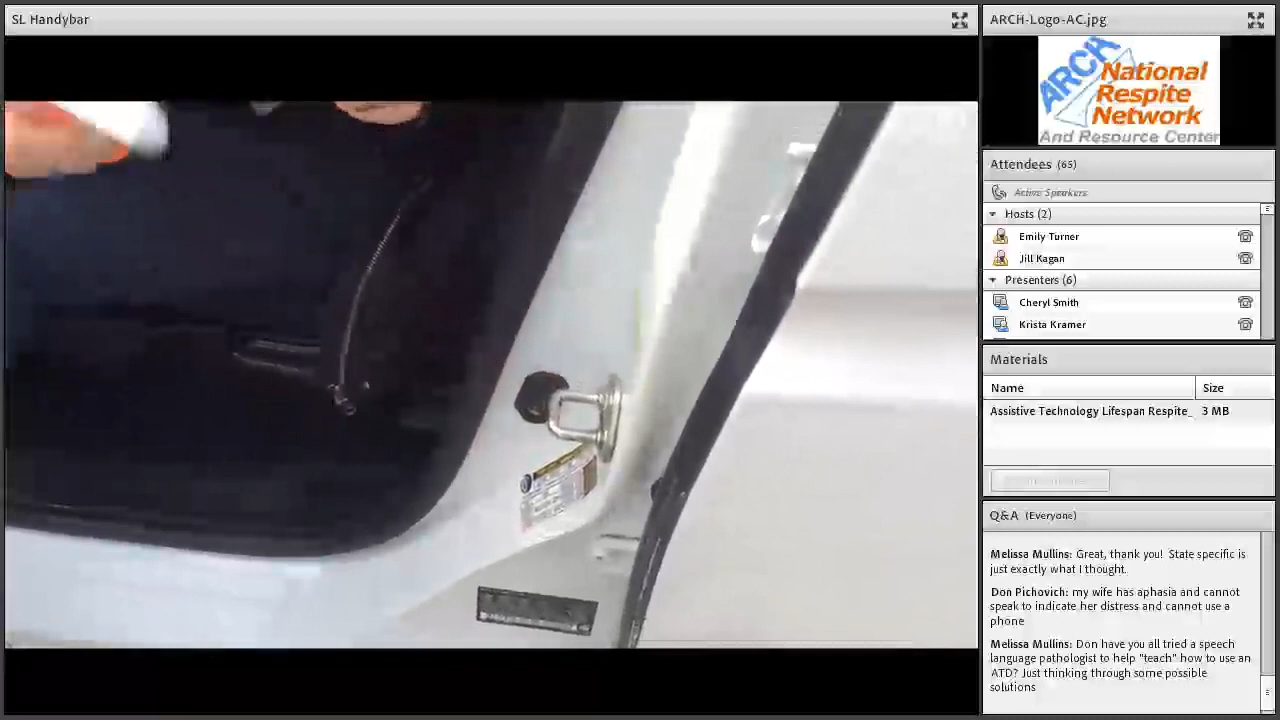 SL Handybar
ARCH-Logo-AC.jpg
ARCH
National
Respite
Network
And Resource Center
Attendees (65)
Active Speakers
Hosts (2)
Emily Turner
Jill Kagan
Presenters (6)
Cheryl Smith
Krista Kramer
Materials
Name Size
Assistive Technology Lifespan Respite_ 3 MB
Q&A (Everyone)
Melissa Mullins: Great, thank you! State specific is
just exactly what I thought.
Don Pichovich: my wife has aphasia and cannot
speak to indicate her distress and cannot use a
phone
Melissa Mullins: Don have you all tried a speech
language pathologist to help "teach" how to use an
ATD? Just thinking through some possible
solutions